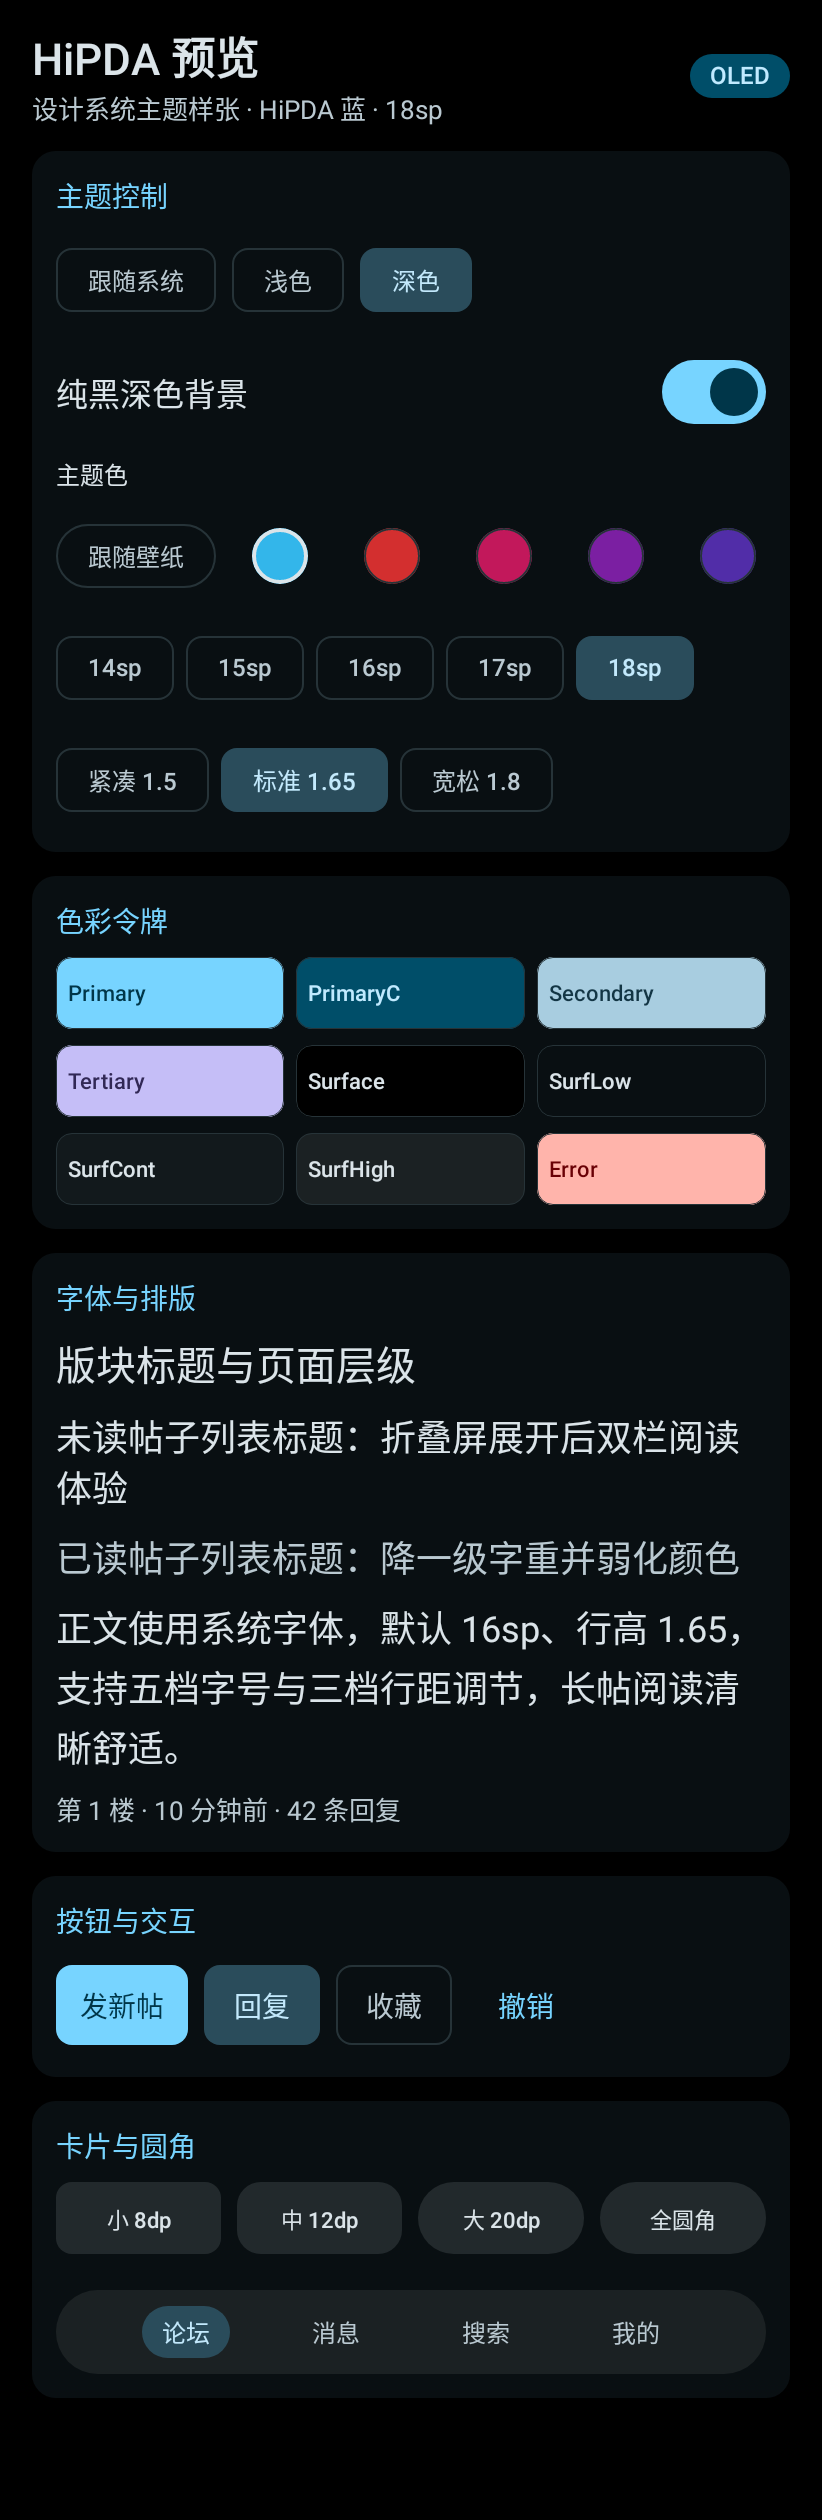 HiPDA 预览
OLED
设计系统主题样张 · HiPDA 蓝 · 18sp
主题控制
跟随系统 浅色 深色
纯黑深色背景
主题色
跟随壁纸
14sp 15sp 16sp 17sp 18sp
紧凑 1.5 标准 1.65 宽松 1.8
色彩令牌
Primary PrimaryC Secondary
Tertiary Surface SurfLow
SurfCont SurfHigh Error
字体与排版
版块标题与页面层级
未读帖子列表标题：折叠屏展开后双栏阅读
体验
已读帖子列表标题：降一级字重并弱化颜色
正文使用系统字体，默认 16sp、行高 1.65，
支持五档字号与三档行距调节，长帖阅读清
晰舒适。
第 1 楼 · 10 分钟前 · 42 条回复
按钮与交互
发新帖 回复 收藏 撤销
卡片与圆角
小 8dp 中 12dp 大 20dp 全圆角
论坛 消息 搜索 我的